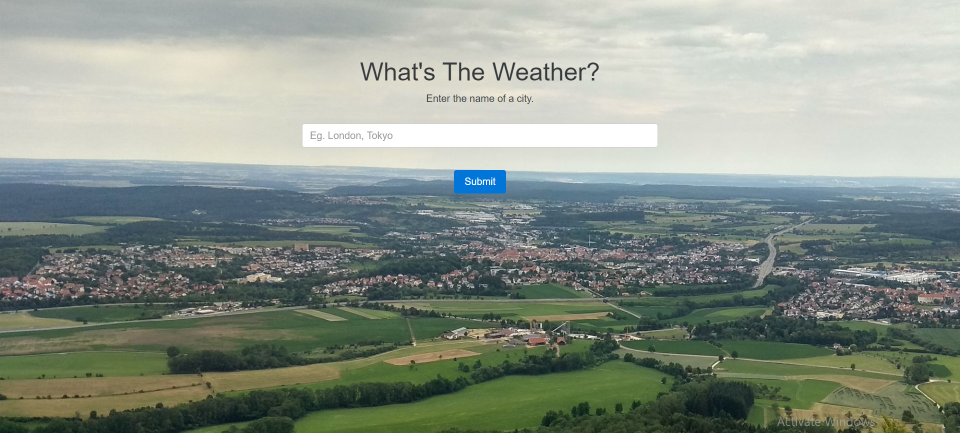 What's The Weather?
Enter the name of a city.
Eg. London, Tokyo
Submit
Activate Windows